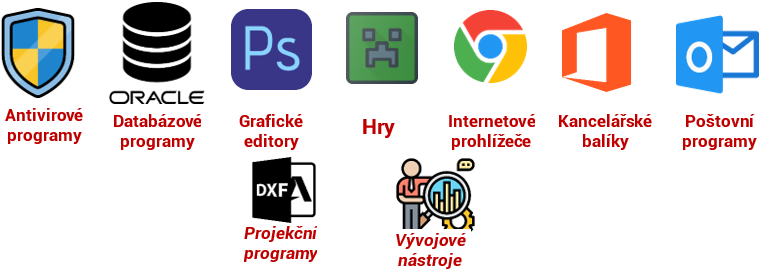 ORACLE
Ps
Antivirové
programy
Databázové
programy
Grafické
editory
Hry
Internetové
prohlížeče
Kancelářské
balíky
Poštovní
programy
DXF
Projekční
programy
Vývojové
nástroje